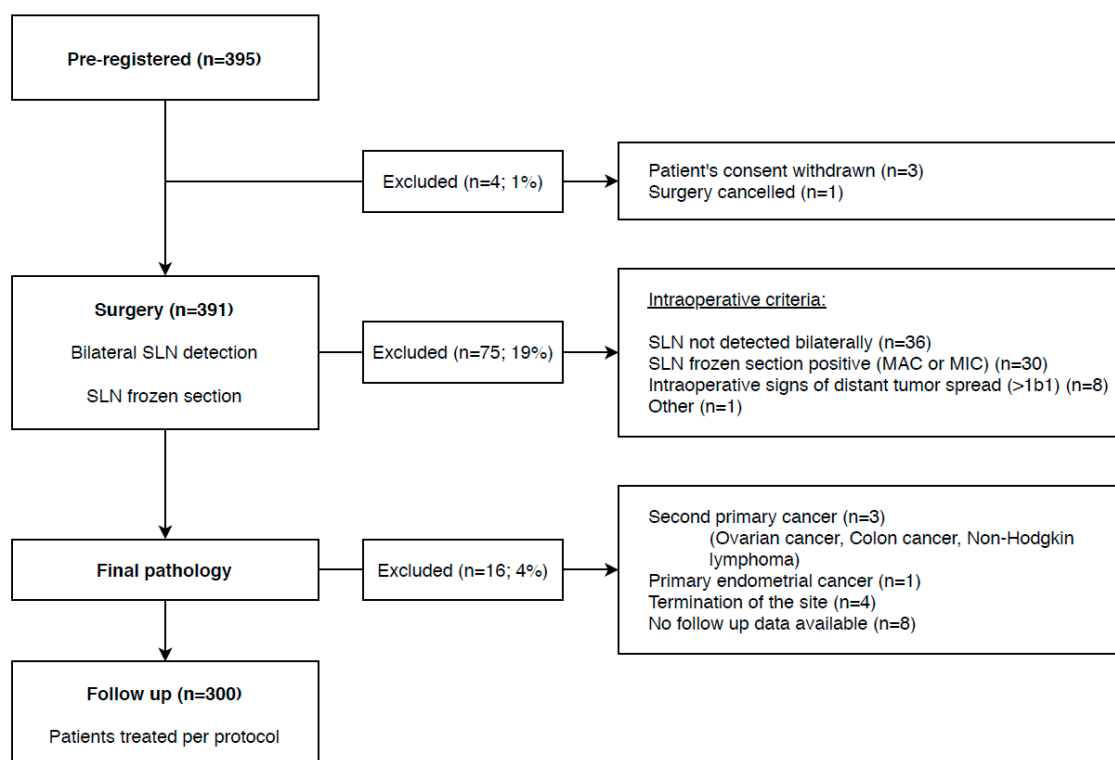 Pre-registered (n=395)
Excluded (n=4; 1%)
Patient's consent withdrawn (n=3)
Surgery cancelled (n=1)
Surgery (n=391)
Bilateral SLN detection
SLN frozen section
Excluded (n=75; 19%)
Intraoperative criteria:
SLN not detected bilaterally (n=36)
SLN frozen section positive (MAC or MIC) (n=30)
Intraoperative signs of distant tumor spread (>1b1) (n=8)
Other (n=1)
Final pathology
Excluded (n=16; 4%)
Second primary cancer (n=3)
(Ovarian cancer, Colon cancer, Non-Hodgkin
lymphoma)
Primary endometrial cancer (n=1)
Termination of the site (n=4)
No follow up data available (n=8)
Follow up (n=300)
Patients treated per protocol